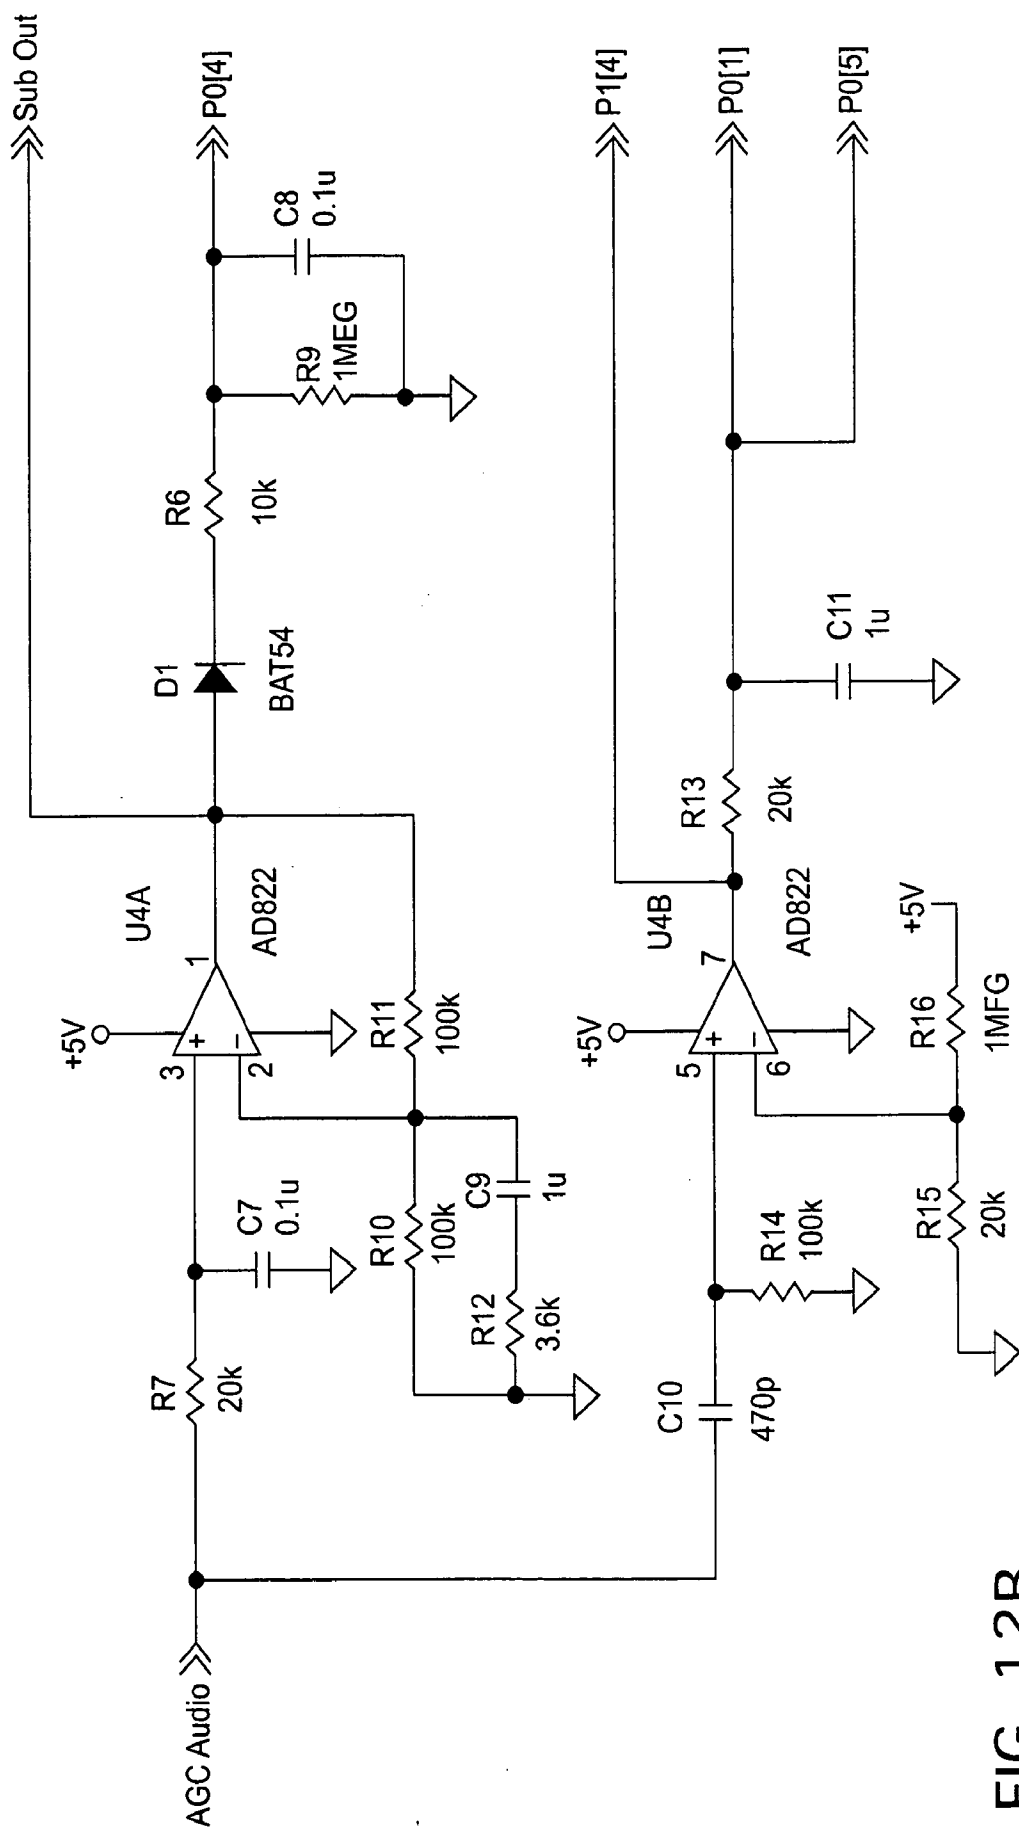 Sub Out
P0[4]
C8
0.1u
R9
1MEG
R6
10k
D1
BAT54
U4A
AD822
+5V
3
2
1
+
−
R11
100k
C7
0.1u
R10
100k
C9
1u
R12
3.6k
R7
20k
AGC Audio
P1[4]
P0[1]
P0[5]
C11
1u
R13
20k
U4B
AD822
+5V
5
6
7
+
−
+5V
R16
1MFG
R15
20k
R14
100k
C10
470p
FIG. 12B